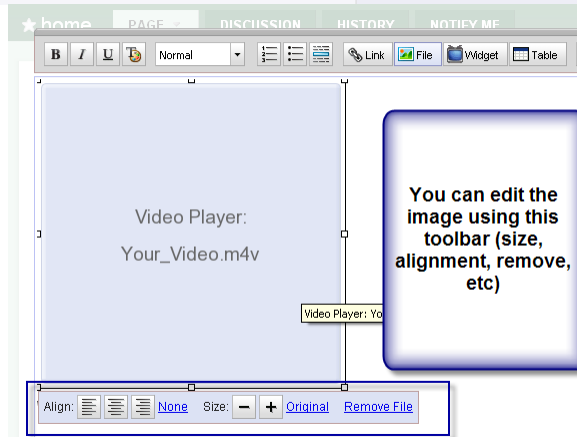 home PAGE DISCUSSION HISTORY NOTIFY ME
B I U Normal Link File Widget Table
Video Player:
Your_Video.m4v
You can edit the
image using this
toolbar (size,
alignment, remove,
etc)
Video Player: Yo
Align: None Size: Original Remove File